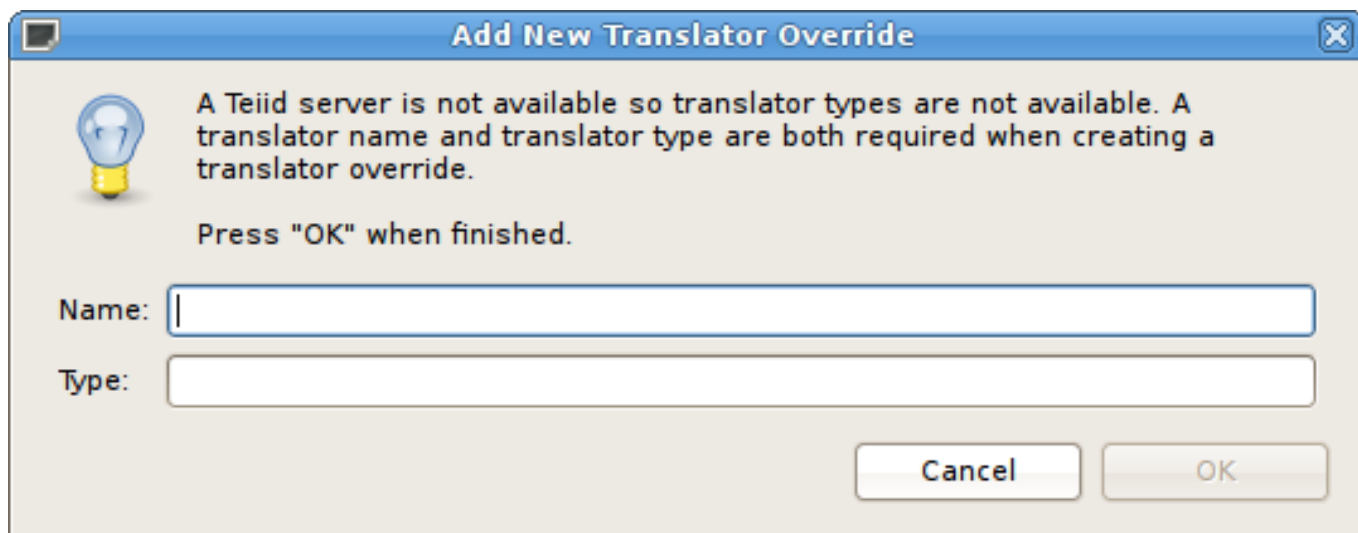 Add New Translator Override
A Teiid server is not available so translator types are not available. A
translator name and translator type are both required when creating a
translator override.
Press "OK" when finished.
Name:
Type:
Cancel OK